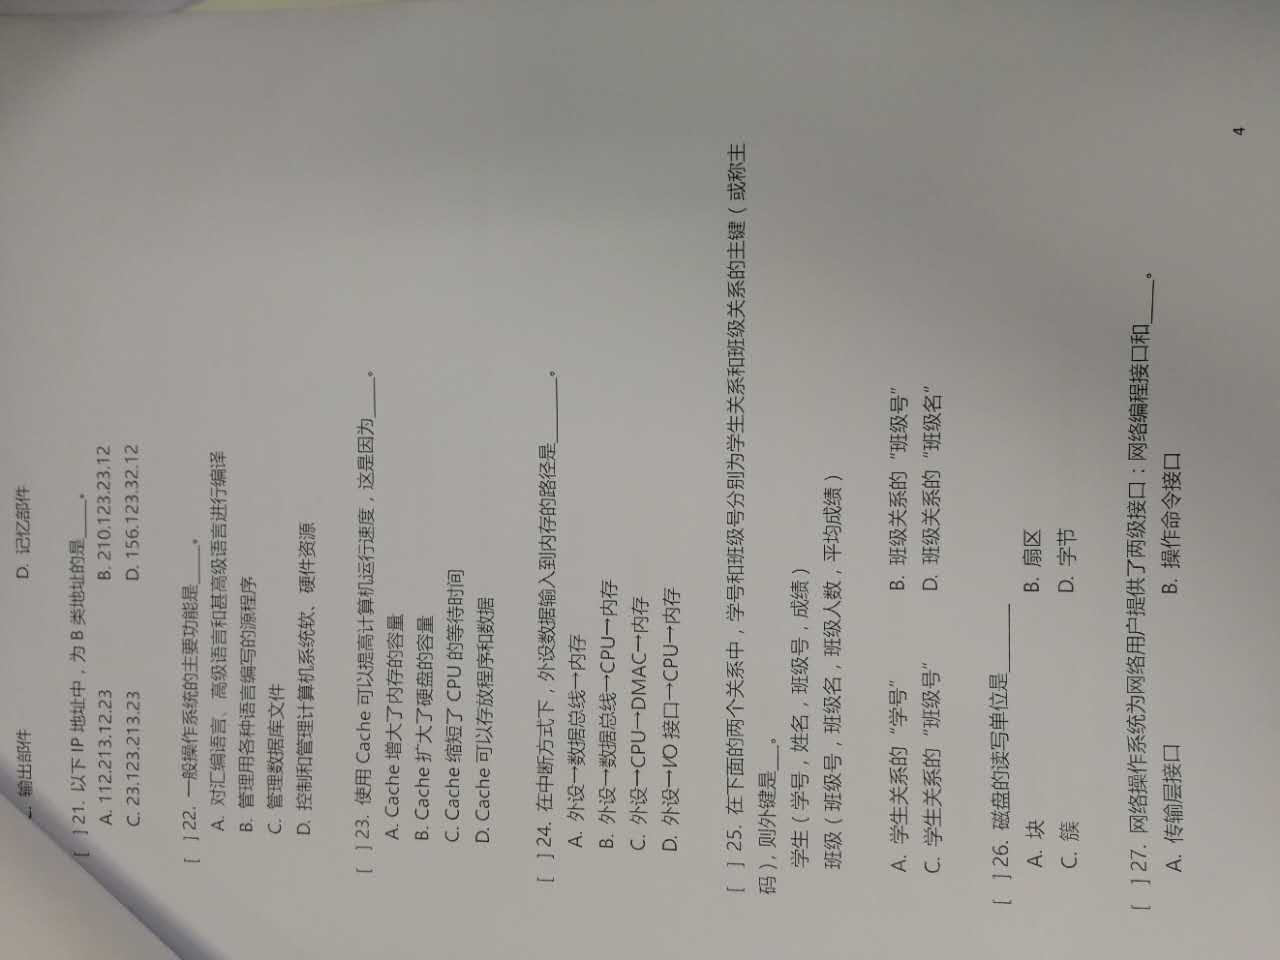 输出部件 D. 记忆部件
[ ] 21. 以下 IP 地址中，为 B 类地址的是____。
A. 112.213.12.23 B. 210.123.23.12
C. 23.123.213.23 D. 156.123.32.12
[ ] 22. 一般操作系统的主要功能是____。
A. 对汇编语言、高级语言和甚高级语言进行编译
B. 管理用各种语言编写的源程序
C. 管理数据库文件
D. 控制和管理计算机系统软、硬件资源
[ ] 23. 使用 Cache 可以提高计算机运行速度，这是因为____。
A. Cache 增大了内存的容量
B. Cache 扩大了硬盘的容量
C. Cache 缩短了 CPU 的等待时间
D. Cache 可以存放程序和数据
[ ] 24. 在中断方式下，外设数据输入到内存的路径是______。
A. 外设→数据总线→内存
B. 外设→数据总线→CPU→内存
C. 外设→CPU→DMAC→内存
D. 外设→I/O 接口→CPU→内存
[ ] 25. 在下面的两个关系中，学号和班级号分别为学生关系和班级关系的主键（或称主
码），则外键是__。
学生（学号，姓名，班级号，成绩）
班级（班级号，班级名，班级人数，平均成绩）
A. 学生关系的“学号” B. 班级关系的“班级号”
C. 学生关系的“班级号” D. 班级关系的“班级名”
[ ] 26. 磁盘的读写单位是______
A. 块 B. 扇区
C. 簇 D. 字节
[ ] 27. 网络操作系统为网络用户提供了两级接口：网络编程接口和____。
A. 传输层接口 B. 操作命令接口
4